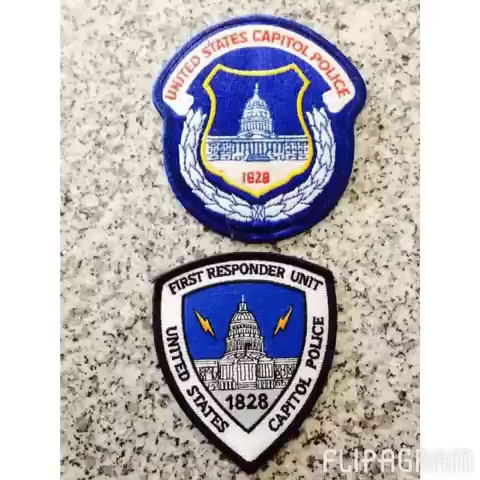 UNITED STATES CAPITOL POLICE
1828
FIRST RESPONDER UNIT
UNITED STATES
CAPITOL POLICE
1828
FLIPAGRAM